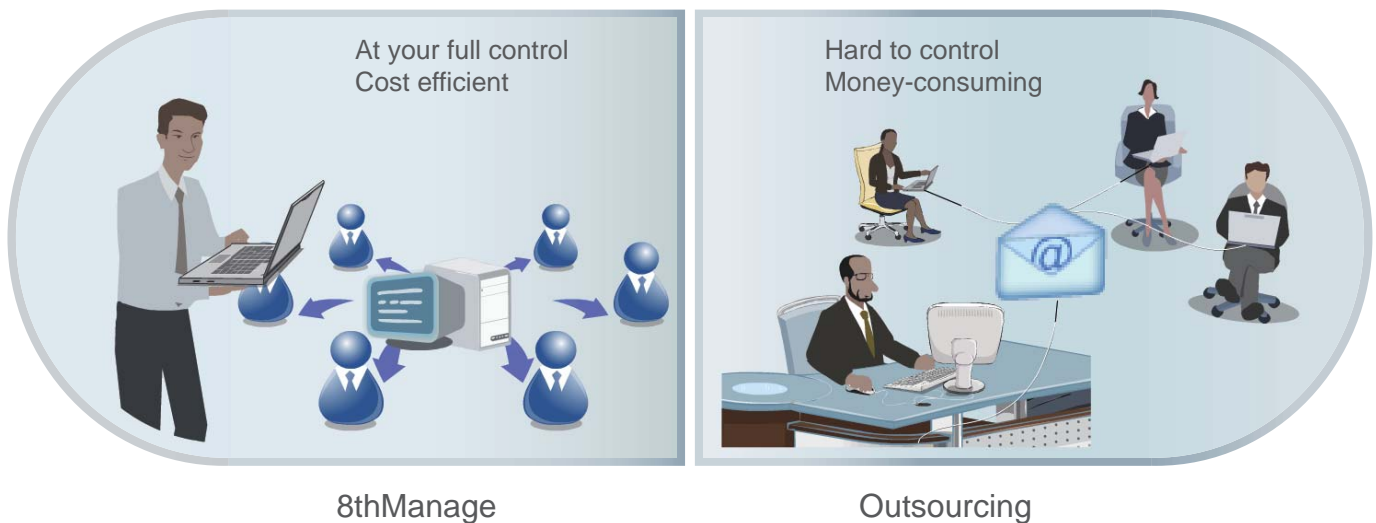 At your full control
Cost efficient
Hard to control
Money-consuming
@
8thManage
Outsourcing